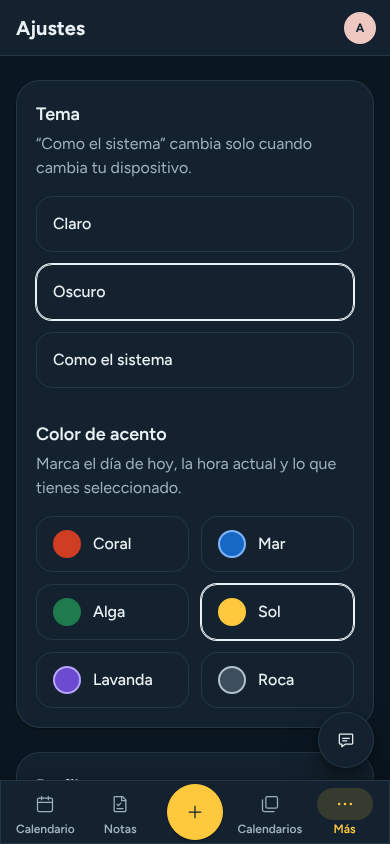 Ajustes
A
Tema
“Como el sistema” cambia solo cuando
cambia tu dispositivo.
Claro
Oscuro
Como el sistema
Color de acento
Marca el día de hoy, la hora actual y lo que
tienes seleccionado.
Coral
Mar
Alga
Sol
Lavanda
Roca
Calendario
Notas
Calendarios
Más